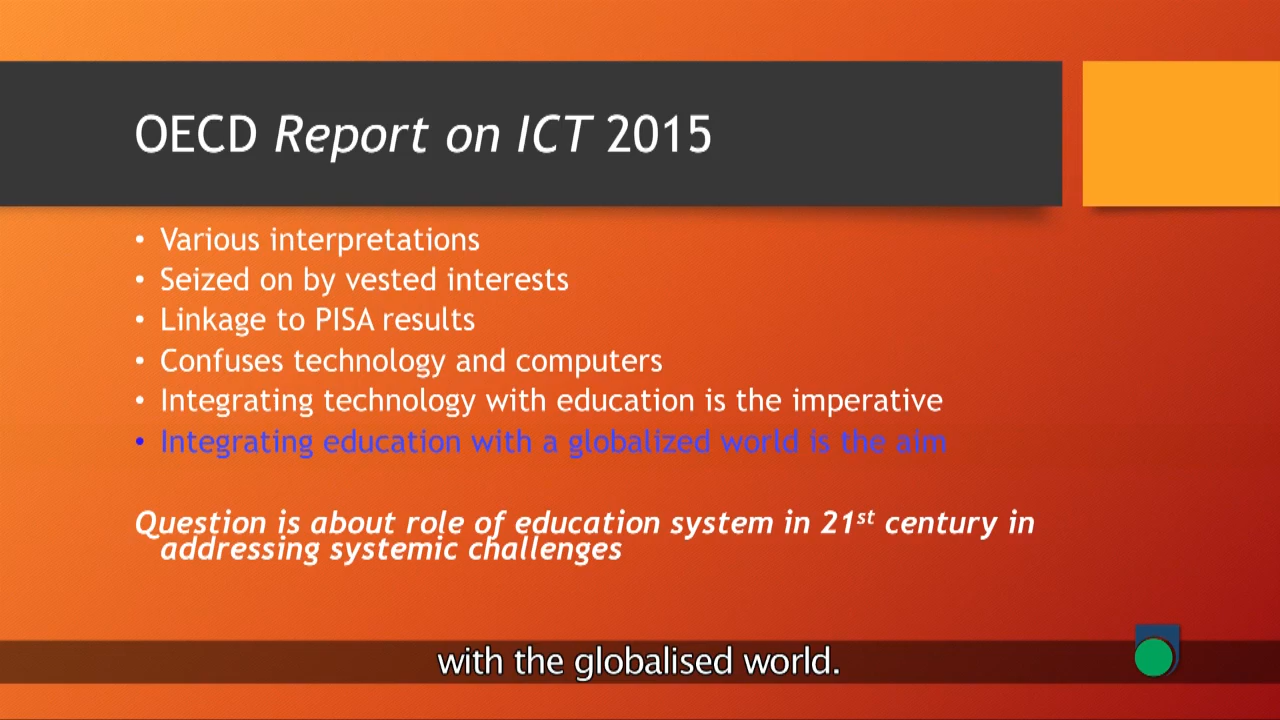 OECD Report on ICT 2015
• Various interpretations
• Seized on by vested interests
• Linkage to PISA results
• Confuses technology and computers
• Integrating technology with education is the imperative
• Integrating education with a globalized world is the aim
Question is about role of education system in 21st century in
addressing systemic challenges
with the globalised world.